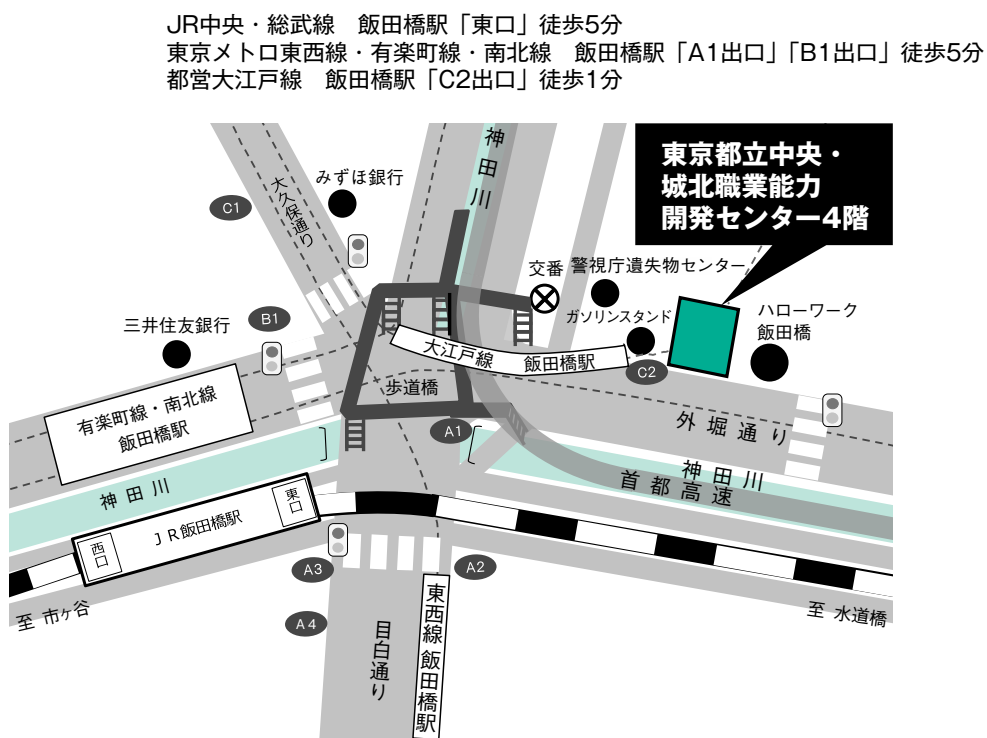 JR中央・総武線　飯田橋駅「東口」徒歩5分
東京メトロ東西線・有楽町線・南北線　飯田橋駅「A1出口」「B1出口」徒歩5分
都営大江戸線　飯田橋駅「C2出口」徒歩1分
神田川
東京都立中央・
城北職業能力
開発センター4階
みずほ銀行
大久保通り
C1
交番
警視庁遺失物センター
ガソリンスタンド
ハローワーク
飯田橋
三井住友銀行
B1
大江戸線　飯田橋駅
C2
歩道橋
有楽町線・南北線
飯田橋駅
A1
外堀通り
神田川
神田川
首都高速
東口
JR飯田橋駅
西口
A3
A2
至 市ヶ谷
至 水道橋
A4
目白通り
東西線 飯田橋駅